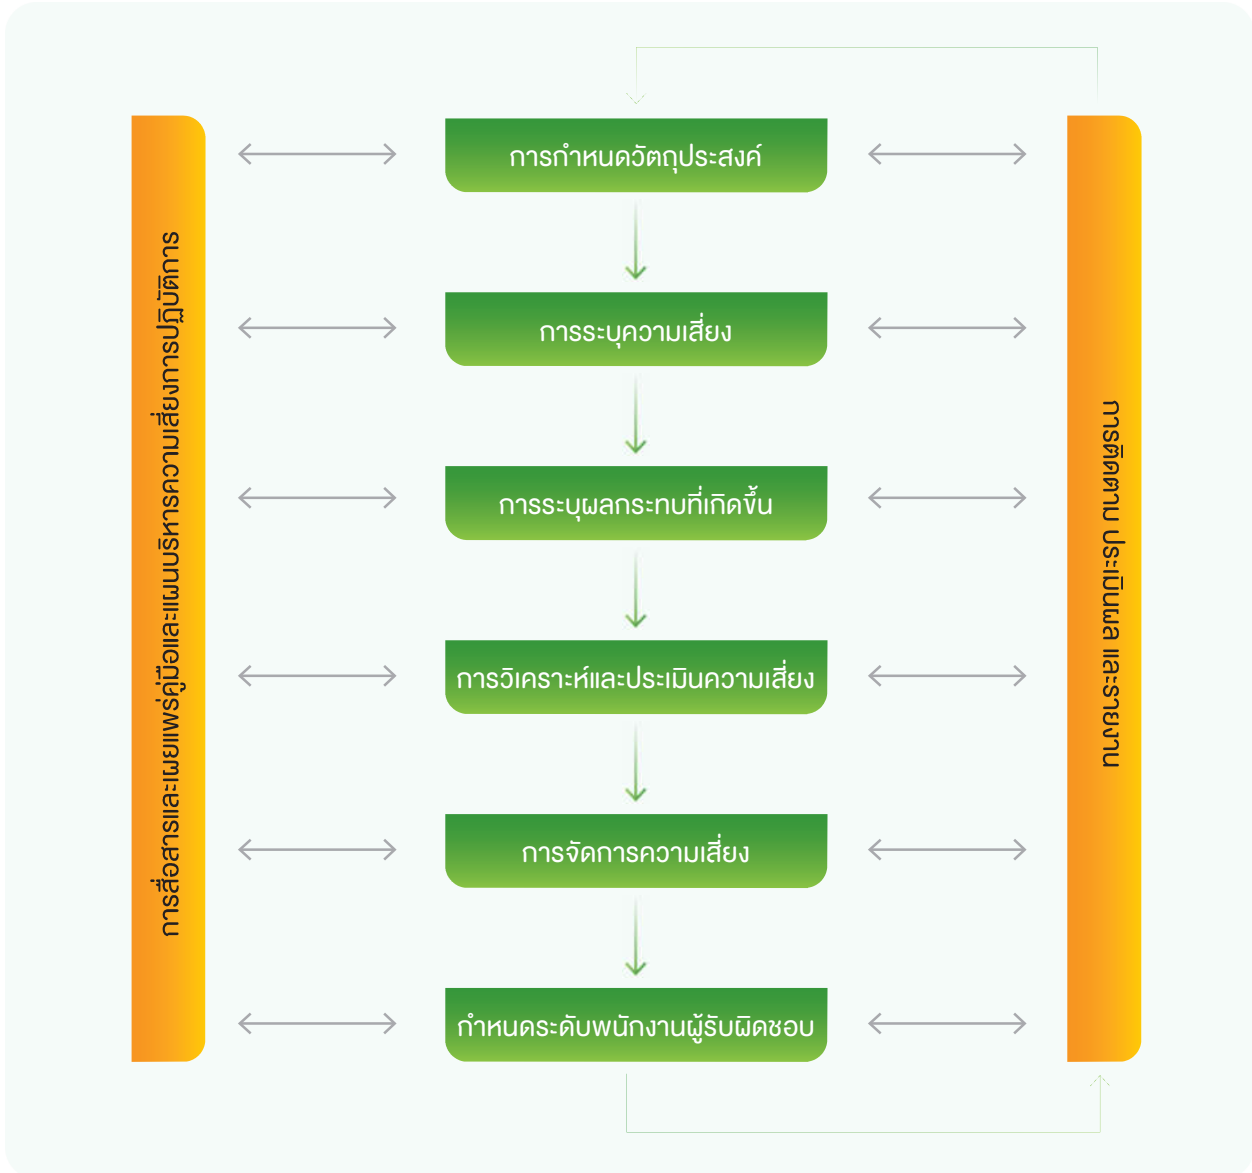 การกำหนดวัตถุประสงค์
การระบุความเสี่ยง
การระบุผลกระทบที่เกิดขึ้น
การวิเคราะห์และประเมินความเสี่ยง
การจัดการความเสี่ยง
กำหนดระดับพนักงานผู้รับผิดชอบ
การสื่อสารและเผยแพร่คู่มือและแผนบริหารความเสี่ยงการปฏิบัติการ
การติดตาม ประเมินผล และรายงาน